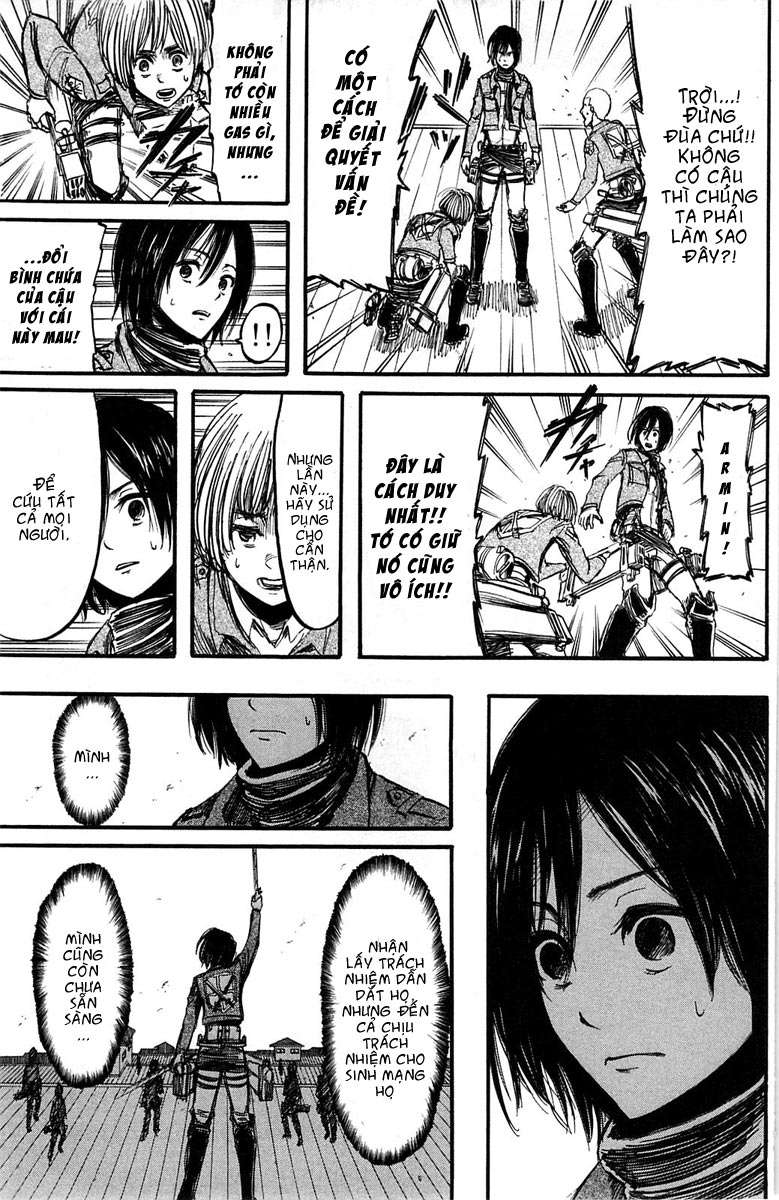 TRỜI...!
ĐỪNG
ĐÙA CHỨ!!
KHÔNG
CÓ CẬU
THÌ CHÚNG
TA PHẢI
LÀM SAO
ĐÂY?!
CÓ
MỘT
CÁCH
ĐỂ GIẢI
QUYẾT
VẤN
ĐỀ!
KHÔNG
PHẢI
TỚ CÒN
NHIỀU
GAS GÌ,
NHƯNG
...
!!
...ĐỔI
BÌNH CHỨA
CỦA CẬU
VỚI CÁI
NÀY MAU!
ARMIN!
ĐÂY LÀ
CÁCH DUY
NHẤT!!
TỚ CÓ GIỮ
NÓ CŨNG
VÔ ÍCH!!
NHƯNG
LẦN
NÀY...
HÃY SỬ
DỤNG
CHO
CẨN
THẬN.
ĐỂ
CỨU TẤT
CẢ MỌI
NGƯỜI.
MÌNH
...
NHẬN
LẤY TRÁCH
NHIỆM DẪN
DẮT HỌ
NHƯNG ĐẾN
CẢ CHỊU
TRÁCH
NHIỆM CHO
SINH MẠNG
HỌ
MÌNH
CŨNG
CÒN
CHƯA
SẴN
SÀNG
...